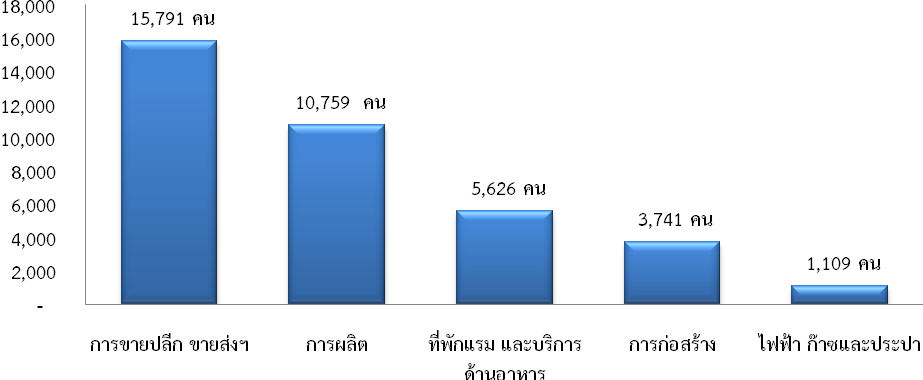 18,000
16,000
14,000
12,000
10,000
8,000
6,000
4,000
2,000
-
15,791 คน
10,759 คน
5,626 คน
3,741 คน
1,109 คน
การขายปลีก ขายส่งฯ
การผลิต
ที่พักแรม และบริการ
ด้านอาหาร
การก่อสร้าง
ไฟฟ้า ก๊าซและประปา